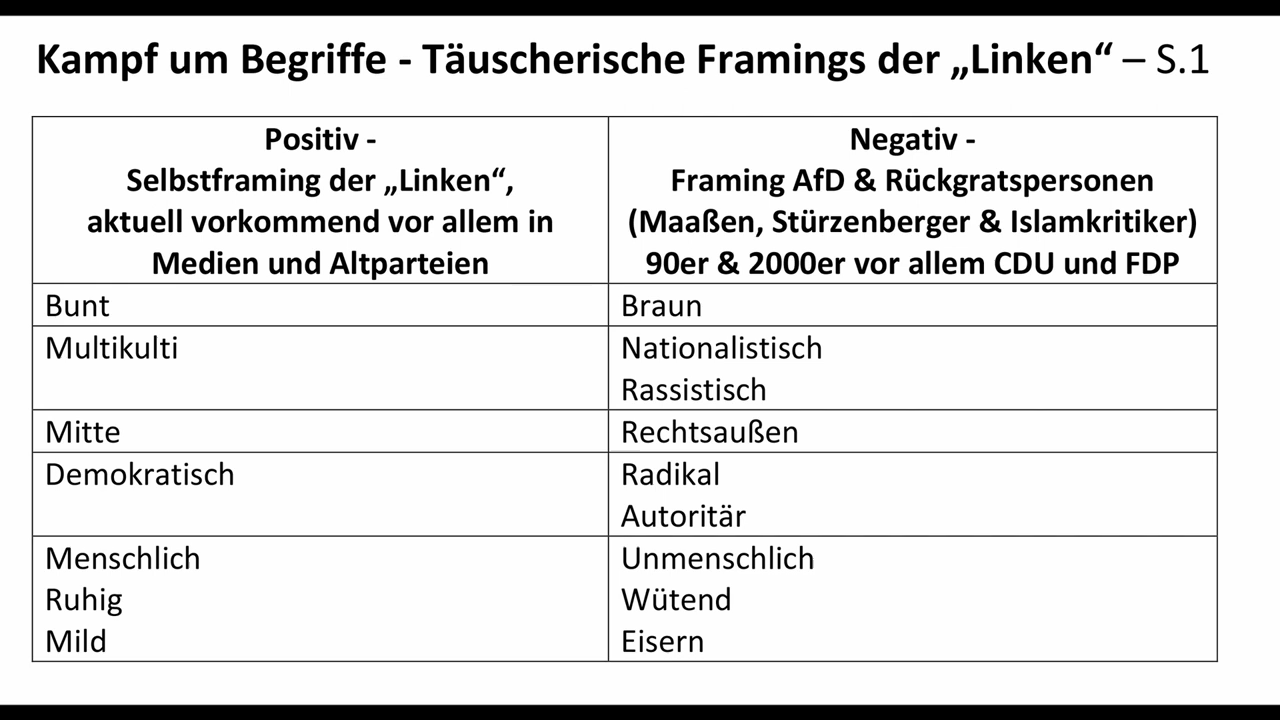 Kampf um Begriffe - Täuscherische Framings der „Linken“ – S.1
Positiv -
Selbstframing der „Linken“,
aktuell vorkommend vor allem in
Medien und Altparteien
Negativ -
Framing AfD & Rückgratspersonen
(Maaßen, Stürzenberger & Islamkritiker)
90er & 2000er vor allem CDU und FDP
Bunt
Braun
Multikulti
Nationalistisch
Rassistisch
Mitte
Rechtsaußen
Demokratisch
Radikal
Autoritär
Menschlich
Ruhig
Mild
Unmenschlich
Wütend
Eisern